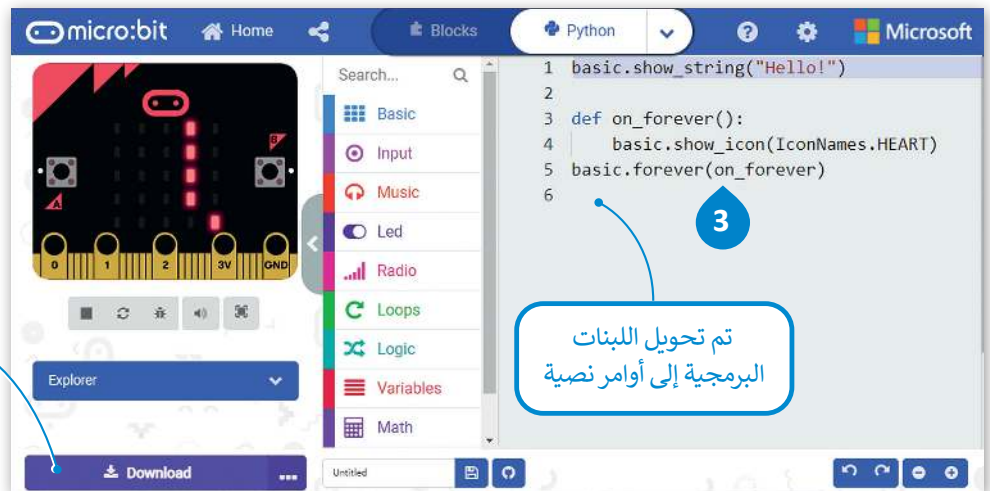 micro:bit Home Blocks Python Microsoft
B
A
0 1 2 3V GND
Explorer
Download ...
Search...
Basic
Input
Music
Led
Radio
Loops
Logic
Variables
Math
Untitled
1 basic.show_string("Hello!")
2
3 def on_forever():
4     basic.show_icon(IconNames.HEART)
5 basic.forever(on_forever)
6
3
تم تحويل اللبنات
البرمجية إلى أوامر نصية